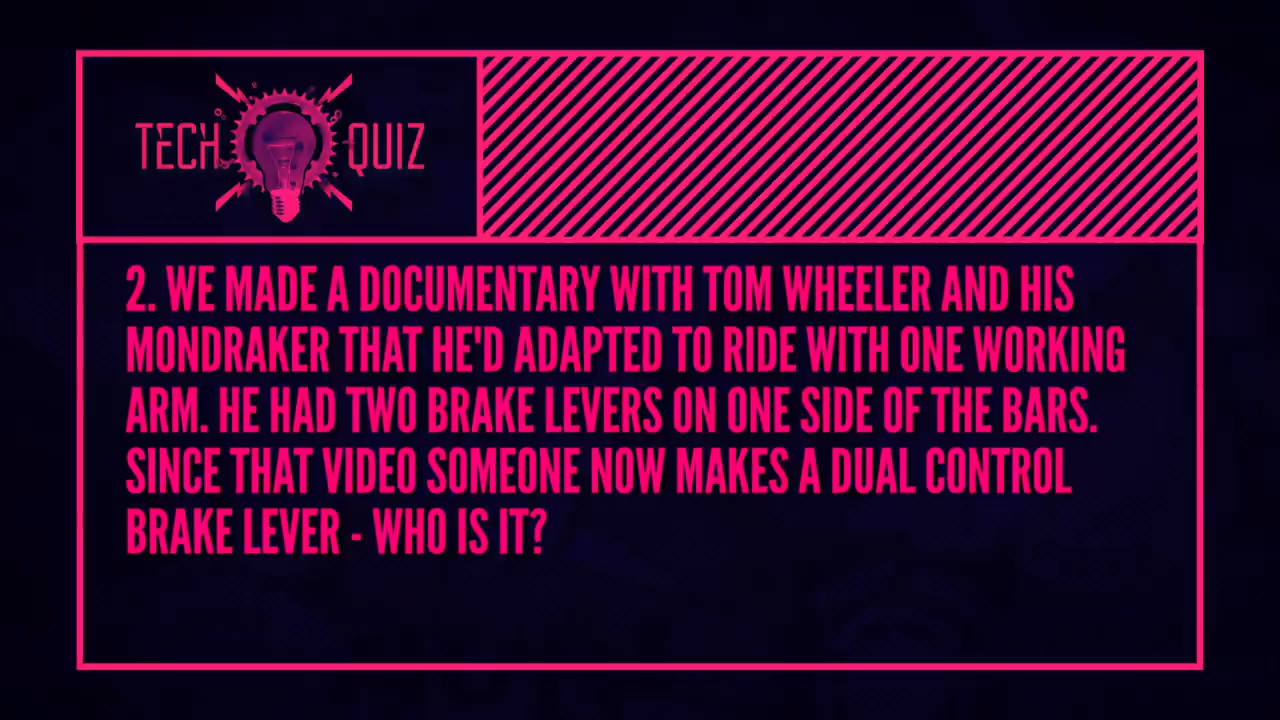 TECH QUIZ
2. WE MADE A DOCUMENTARY WITH TOM WHEELER AND HIS
MONDRAKER THAT HE'D ADAPTED TO RIDE WITH ONE WORKING
ARM. HE HAD TWO BRAKE LEVERS ON ONE SIDE OF THE BARS.
SINCE THAT VIDEO SOMEONE NOW MAKES A DUAL CONTROL
BRAKE LEVER - WHO IS IT?